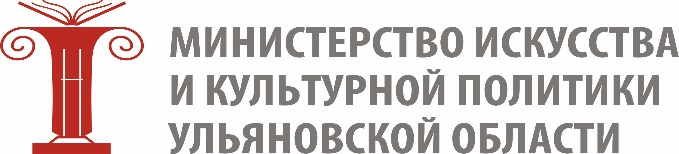 МИНИСТЕРСТВО ИСКУССТВА
И КУЛЬТУРНОЙ ПОЛИТИКИ
УЛЬЯНОВСКОЙ ОБЛАСТИ